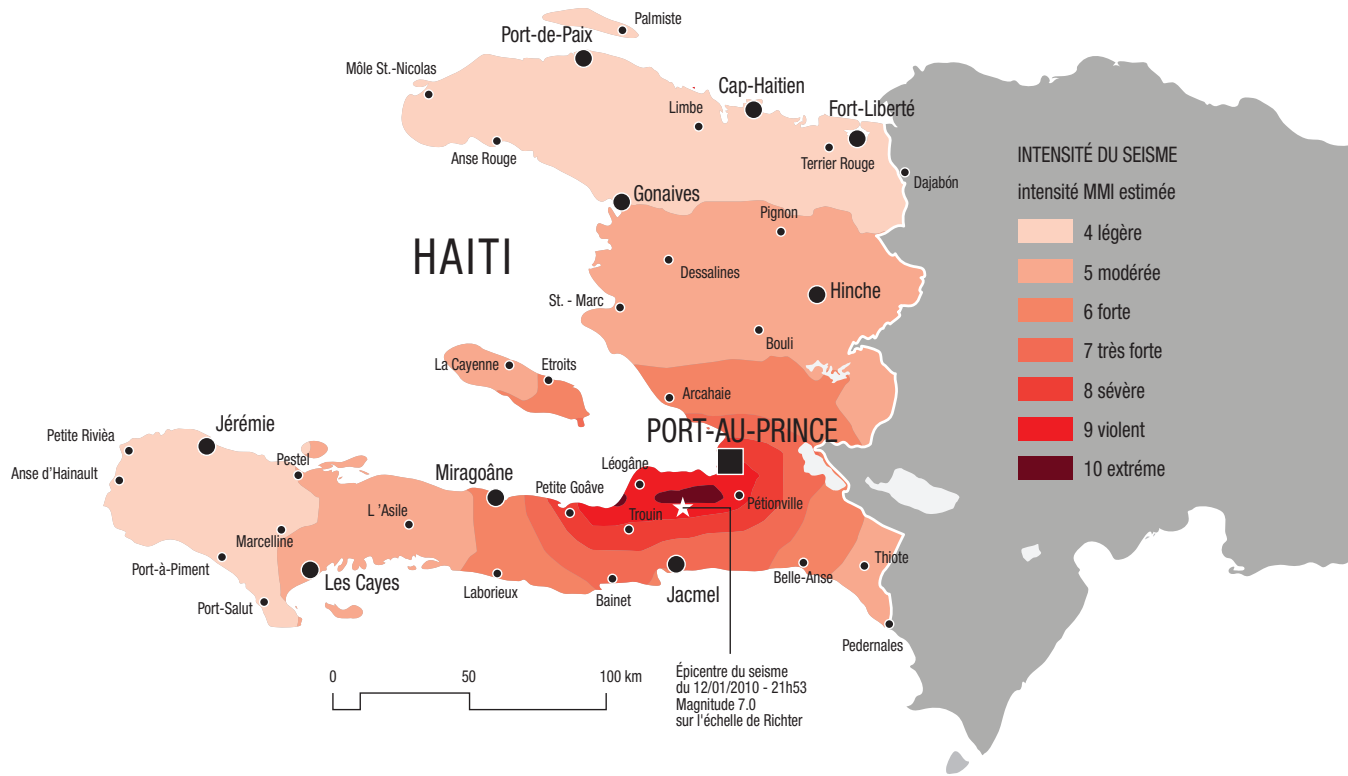 Palmiste
Port-de-Paix
Môle St.-Nicolas
Cap-Haitien
Limbe
Fort-Liberté
Anse Rouge
Terrier Rouge
Dajabón
Gonaives
Pignon
HAITI
Dessalines
Hinche
St. - Marc
Bouli
La Cayenne
Etroits
Arcahaie
PORT-AU-PRINCE
Jérémie
Petite Rivièa
Anse d'Hainault
Pestel
Miragoâne
Léogâne
Petite Goâve
Pétionville
L 'Asile
Trouin
Marcelline
Port-à-Piment
Les Cayes
Port-Salut
Laborieux
Bainet
Jacmel
Belle-Anse
Thiote
Pedernales
INTENSITÉ DU SEISME
intensité MMI estimée
4 légère
5 modérée
6 forte
7 très forte
8 sévère
9 violent
10 extréme
0 50 100 km
Épicentre du seisme
du 12/01/2010 - 21h53
Magnitude 7.0
sur l'échelle de Richter